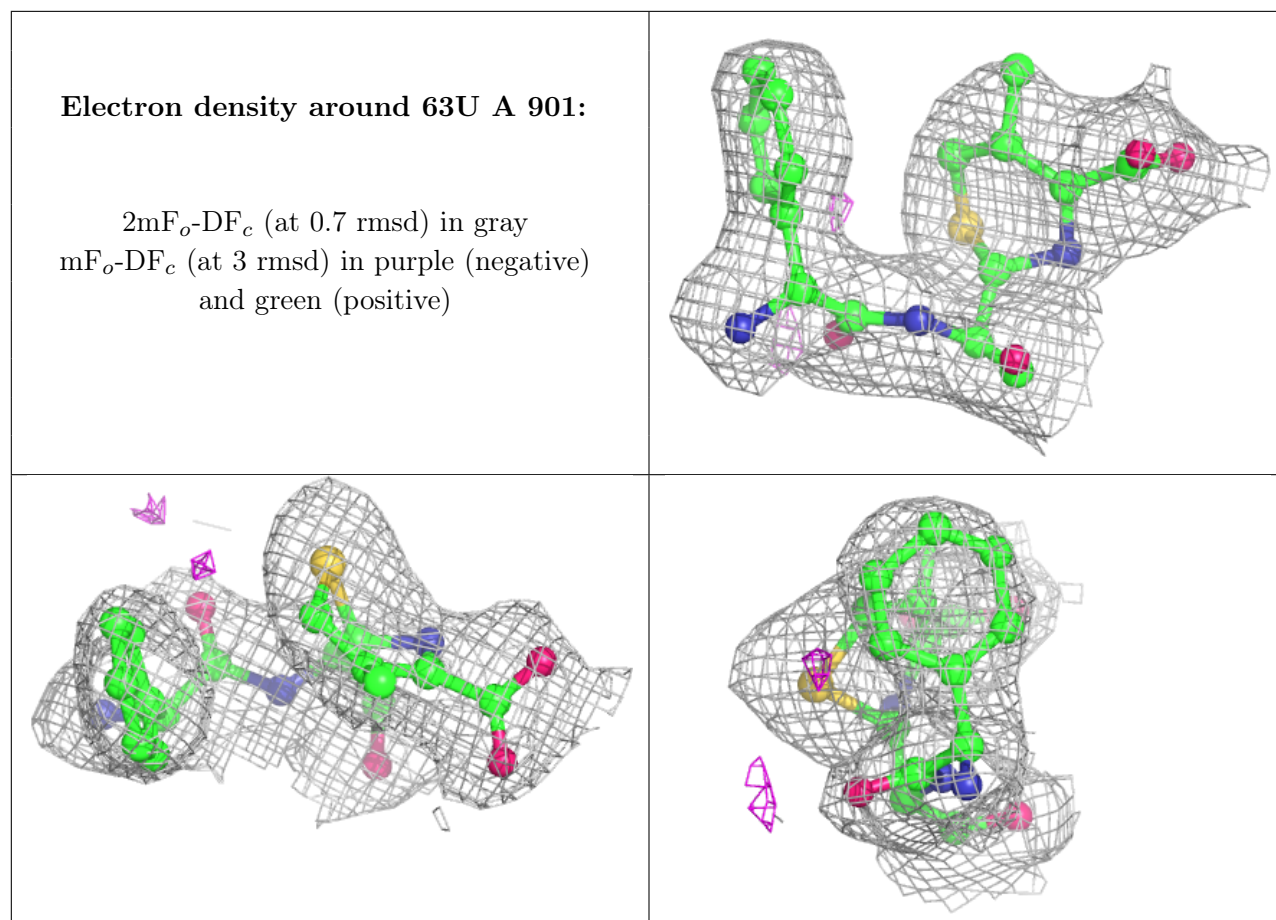 Electron density around 63U A 901:
2mFo-DFc (at 0.7 rmsd) in gray
mFo-DFc (at 3 rmsd) in purple (negative)
and green (positive)